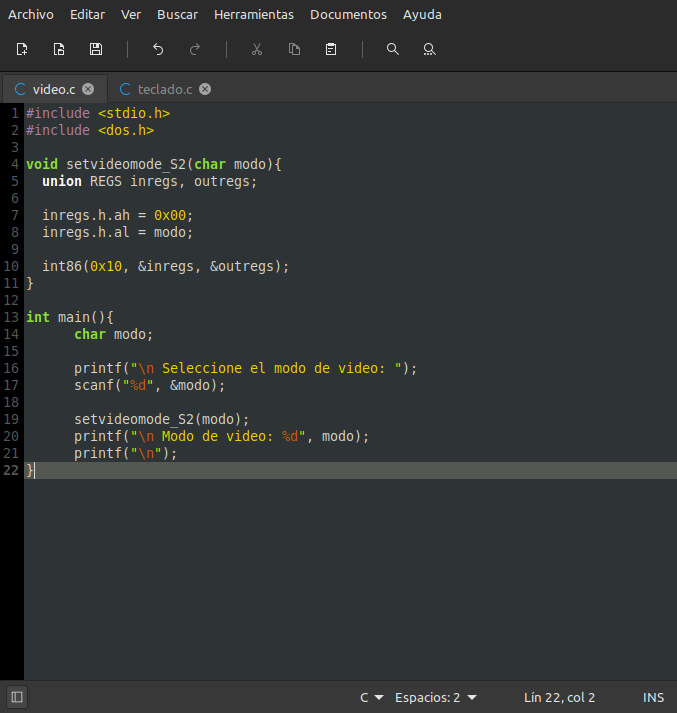 Archivo Editar Ver Buscar Herramientas Documentos Ayuda
video.c teclado.c
1 #include <stdio.h>
2 #include <dos.h>
3
4 void setvideomode_S2(char modo){
5   union REGS inregs, outregs;
6
7   inregs.h.ah = 0x00;
8   inregs.h.al = modo;
9
10   int86(0x10, &inregs, &outregs);
11 }
12
13 int main(){
14       char modo;
15
16       printf("\n Seleccione el modo de video: ");
17       scanf("%d", &modo);
18
19       setvideomode_S2(modo);
20       printf("\n Modo de video: %d", modo);
21       printf("\n");
22 }
C Espacios: 2 Lín 22, col 2 INS